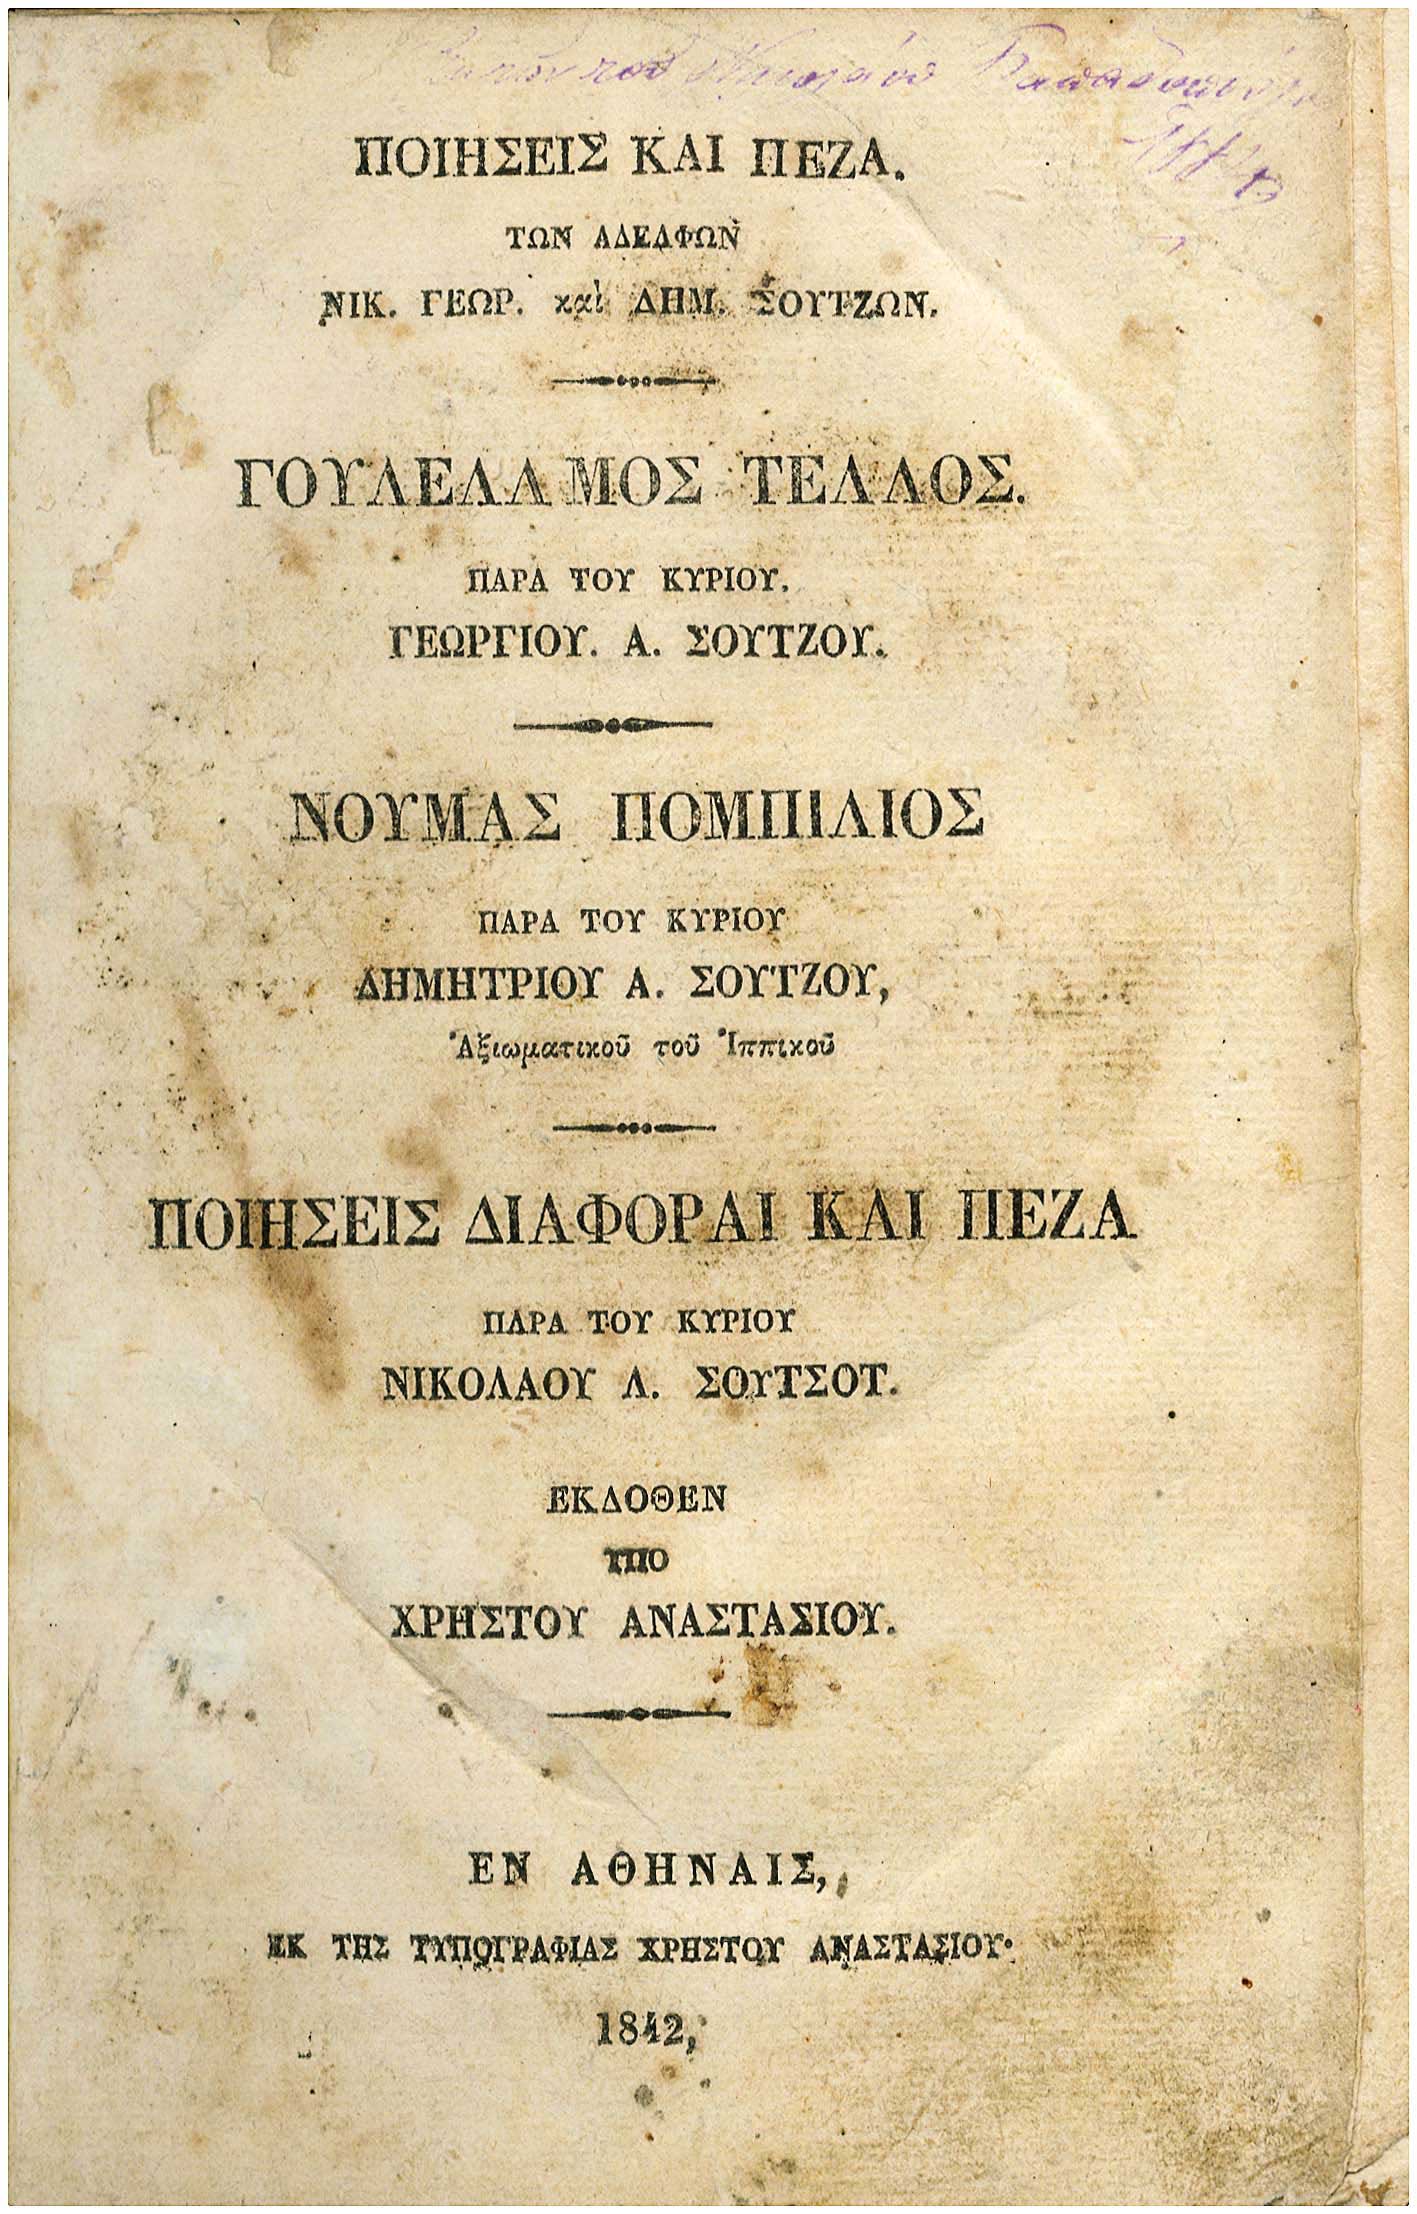 ΠΟΙΗΣΕΙΣ ΚΑΙ ΠΕΖΑ.
ΤΩΝ ΑΔΕΛΦΩΝ
ΝΙΚ. ΓΕΩΡ. καὶ ΔΗΜ. ΣΟΥΤΖΩΝ.
ΓΟΥΛΕΛΛΜΟΣ ΤΕΛΛΟΣ.
ΠΑΡΑ ΤΟΥ ΚΥΡΙΟΥ.
ΓΕΩΡΓΙΟΥ. Α. ΣΟΥΤΖΟΥ.
ΝΟΥΜΑΣ ΠΟΜΠΙΛΙΟΣ
ΠΑΡΑ ΤΟΥ ΚΥΡΙΟΥ
ΔΗΜΗΤΡΙΟΥ Α. ΣΟΥΤΖΟΥ,
Ἀξιωματικοῦ τοῦ Ἱππικοῦ
ΠΟΙΗΣΕΙΣ ΔΙΑΦΟΡΑΙ ΚΑΙ ΠΕΖΑ
ΠΑΡΑ ΤΟΥ ΚΥΡΙΟΥ
ΝΙΚΟΛΑΟΥ Α. ΣΟΥΤΣΟΤ.
ΕΚΔΟΘΕΝ
ΥΠΟ
ΧΡΗΣΤΟΥ ΑΝΑΣΤΑΣΙΟΥ.
ΕΝ ΑΘΗΝΑΙΣ,
ΕΚ ΤΗΣ ΤΥΠΟΓΡΑΦΙΑΣ ΧΡΗΣΤΟΥ ΑΝΑΣΤΑΣΙΟΥ·
1842,